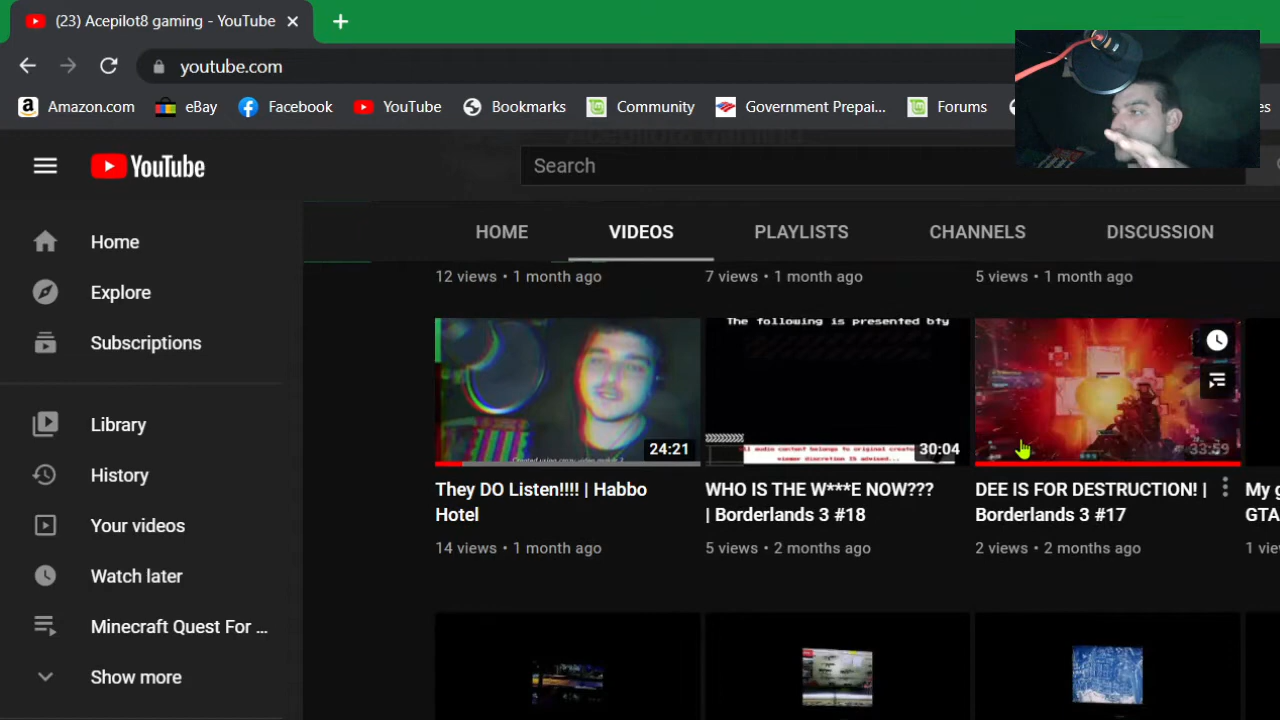 (23) Acepilot8 gaming - YouTube
youtube.com
Amazon.com eBay Facebook YouTube Bookmarks Community Government Prepai... Forums
YouTube
Search
HOME VIDEOS PLAYLISTS CHANNELS DISCUSSION
Home
Explore
Subscriptions
Library
History
Your videos
Watch later
Minecraft Quest For ...
Show more
12 views • 1 month ago
7 views • 1 month ago
5 views • 1 month ago
24:21
They DO Listen!!!! | Habbo
Hotel
14 views • 1 month ago
The following is presented bty
30:04
WHO IS THE W***E NOW???
| Borderlands 3 #18
5 views • 2 months ago
33:59
DEE IS FOR DESTRUCTION! |
Borderlands 3 #17
2 views • 2 months ago
My g
GTA
1 vie